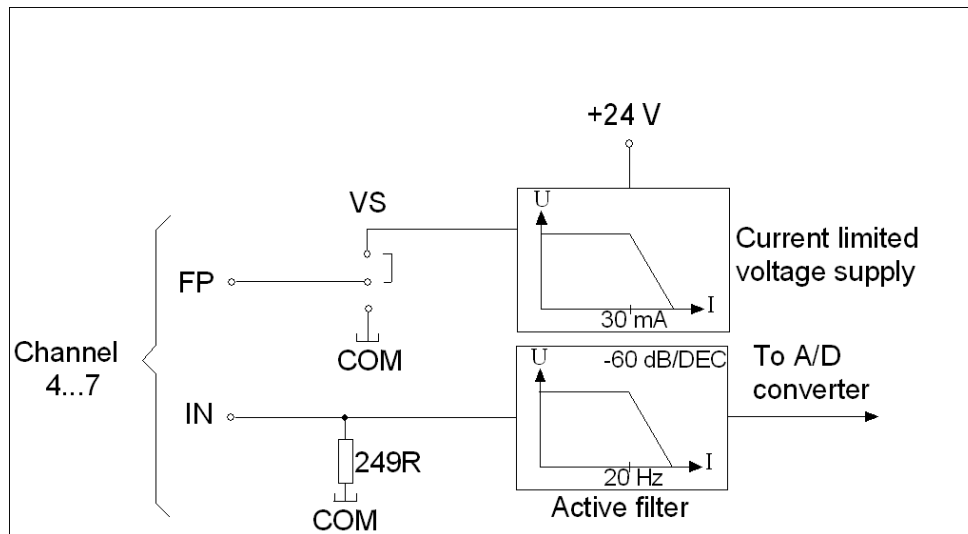 +24 V
VS
U
Current limited
voltage supply
FP
I
30 mA
COM
Channel
4...7
U
-60 dB/DEC
To A/D
converter
IN
249R
I
20 Hz
COM
Active filter